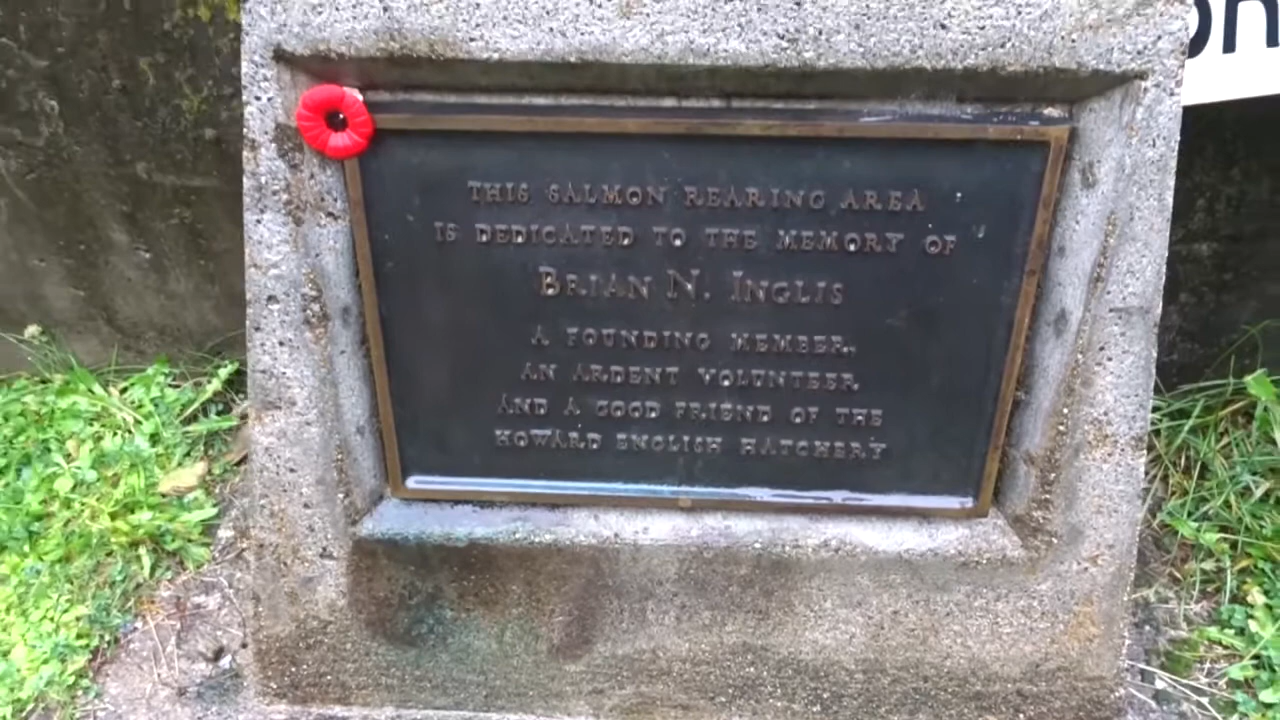 on
THIS SALMON REARING AREA
IS DEDICATED TO THE MEMORY OF
BRIAN N. INGLIS
A FOUNDING MEMBER,
AN ARDENT VOLUNTEER
AND A GOOD FRIEND OF THE
HOWARD ENGLISH HATCHERY